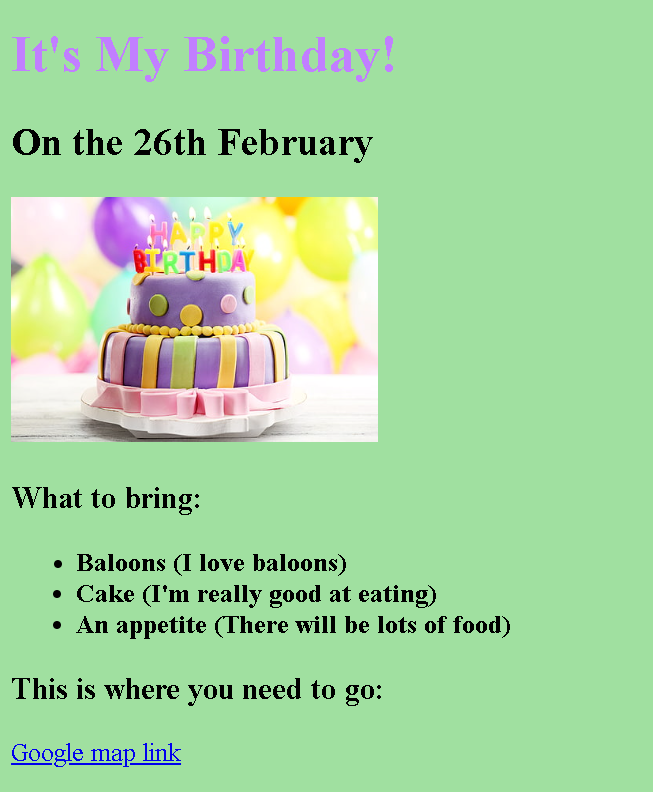 It's My Birthday!
On the 26th February
HAPPY
BIRTHDAY
What to bring:
• Baloons (I love baloons)
• Cake (I'm really good at eating)
• An appetite (There will be lots of food)
This is where you need to go:
Google map link